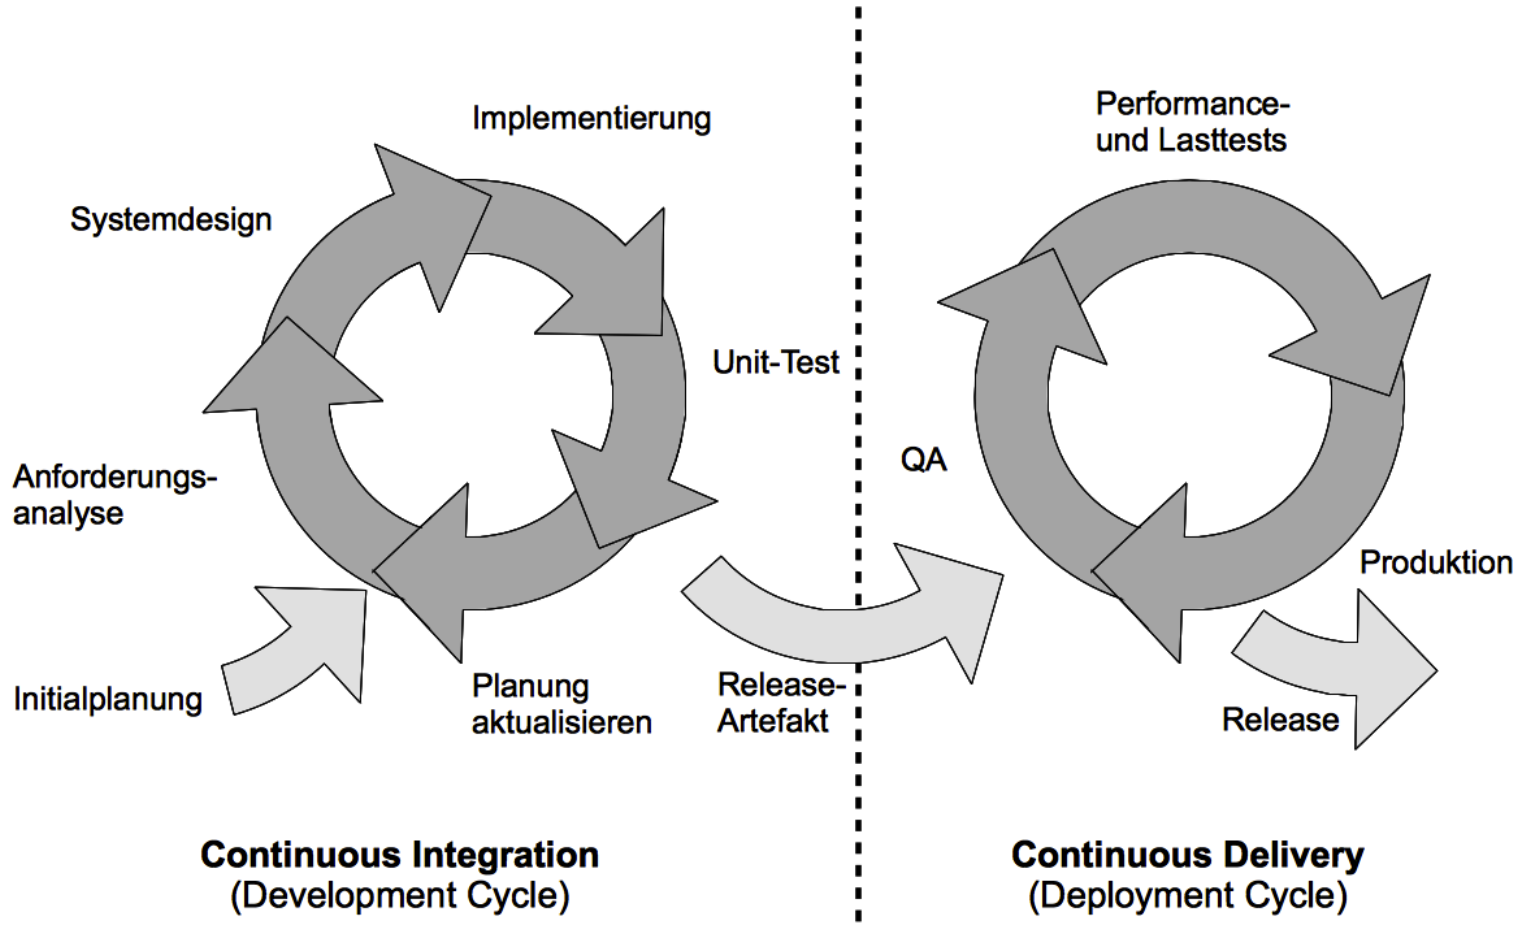 Implementierung
Systemdesign
Unit-Test
Anforderungs-
analyse
Initialplanung
Planung
aktualisieren
Release-
Artefakt
Continuous Integration
(Development Cycle)
Performance-
und Lasttests
QA
Produktion
Release
Continuous Delivery
(Deployment Cycle)